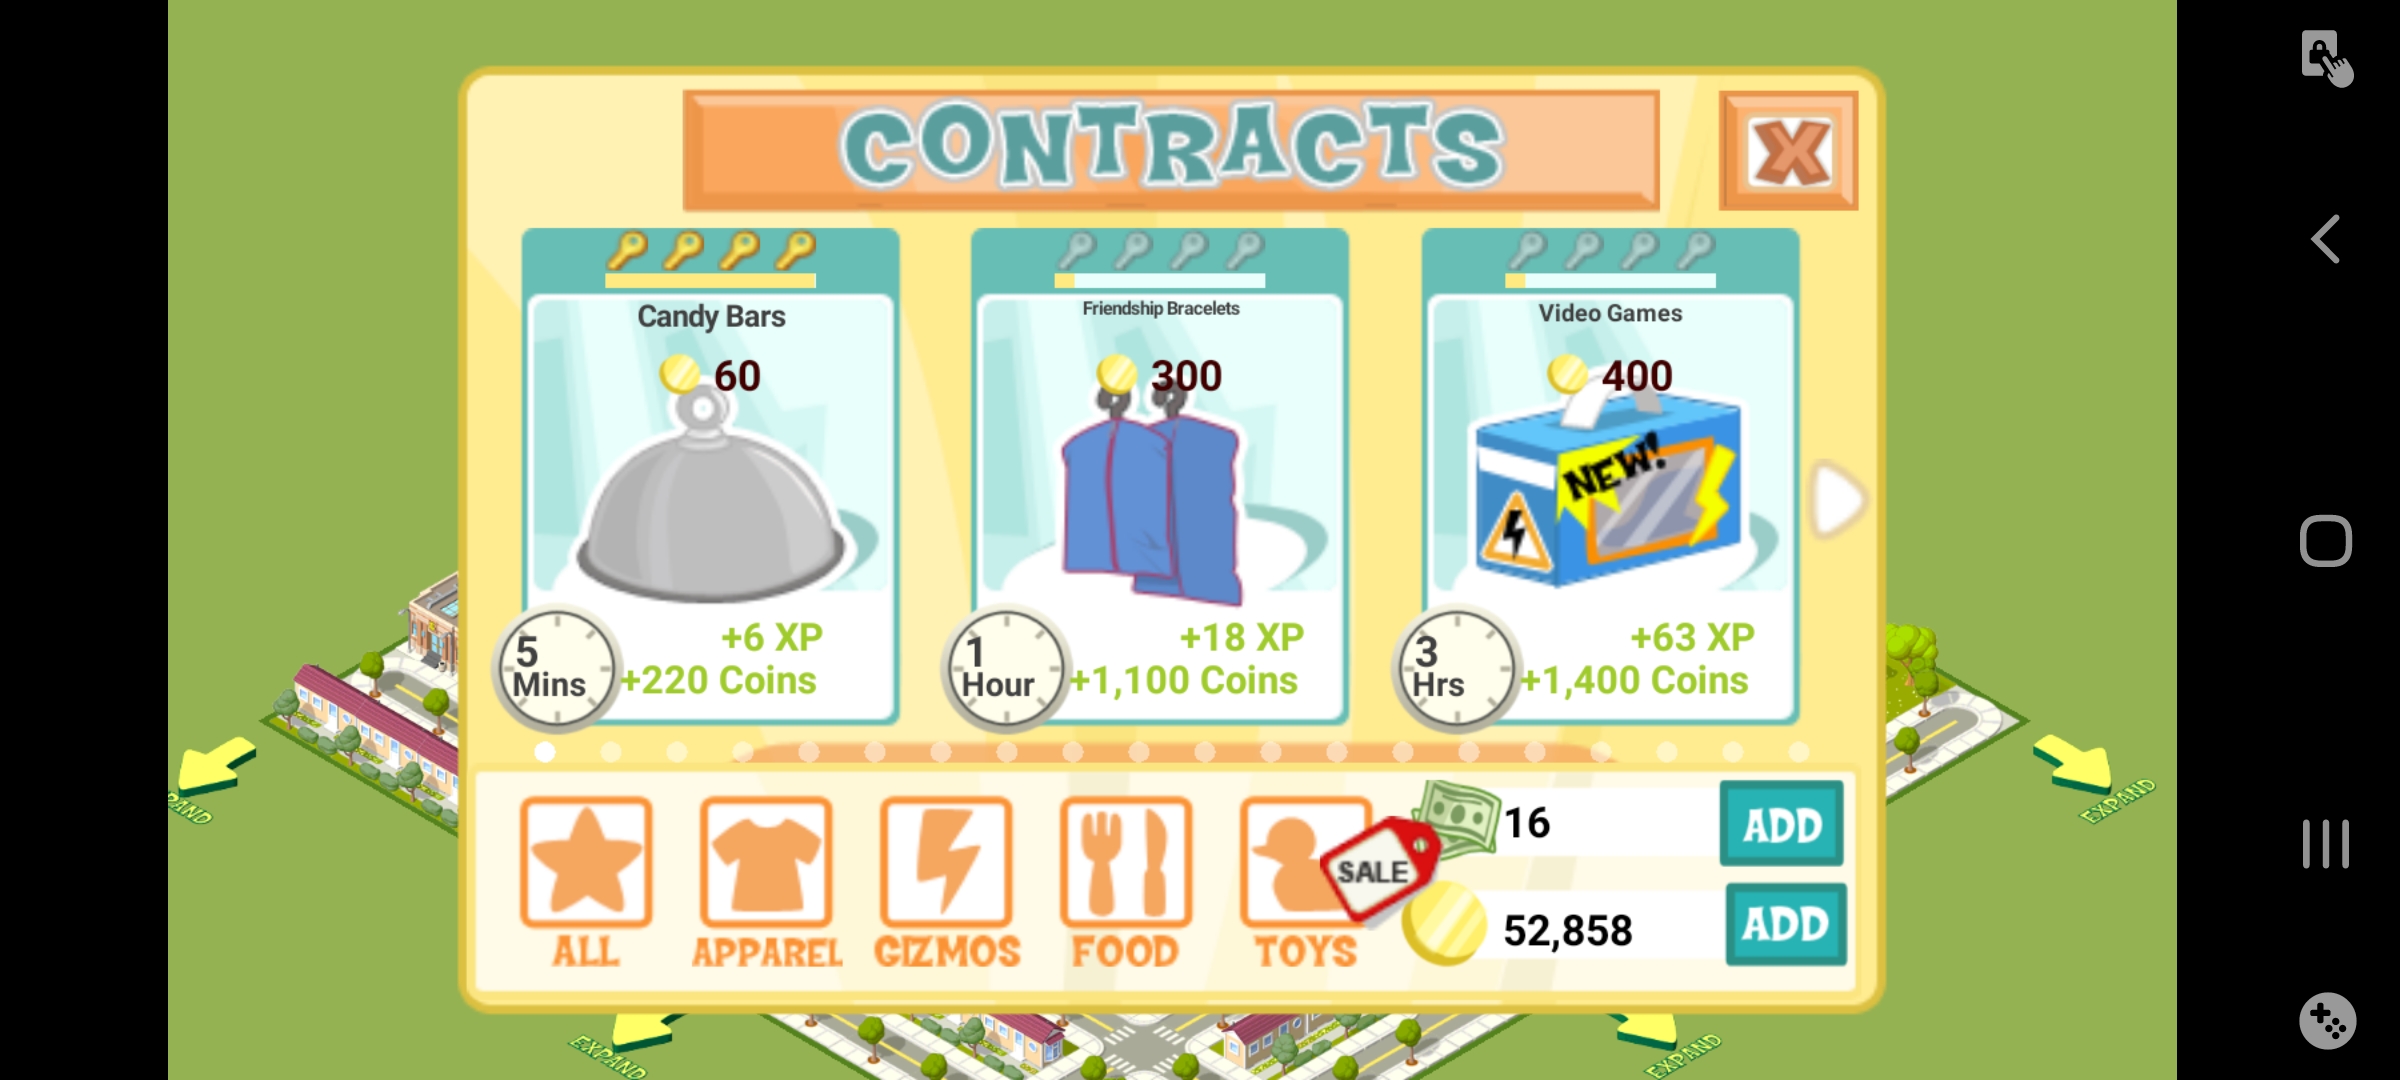 CONTRACTS
X
Candy Bars
60
5
Mins
+6 XP
+220 Coins
Friendship Bracelets
300
1
Hour
+18 XP
+1,100 Coins
Video Games
400
NEW!
3
Hrs
+63 XP
+1,400 Coins
ALL
APPAREL
GIZMOS
FOOD
TOYS
SALE
16
ADD
52,858
ADD
PAND
EXPAND
EXPAND
EXPAND